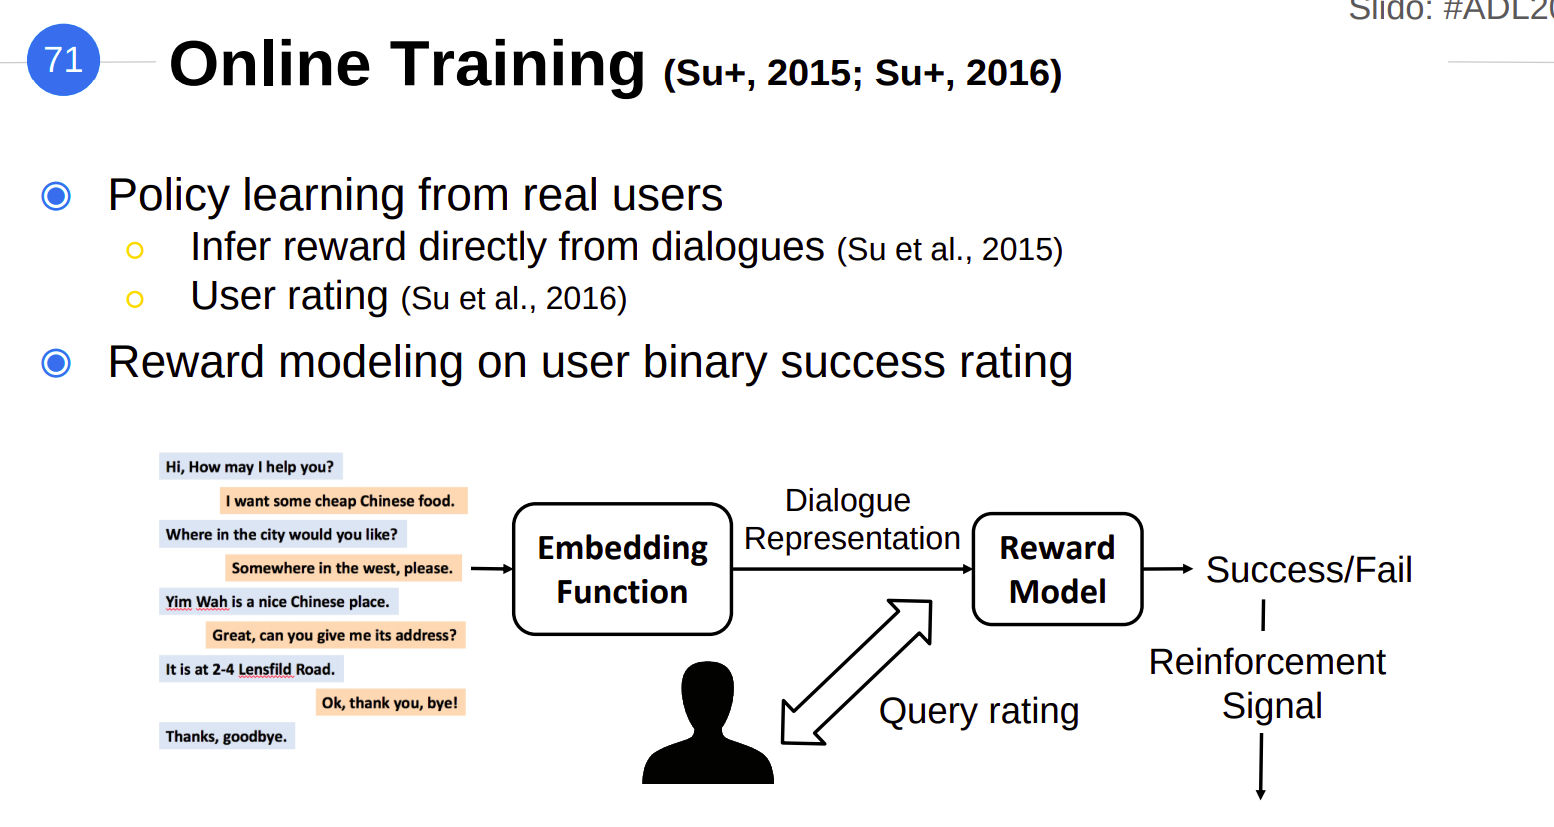 Slido: #ADL20
71
Online Training (Su+, 2015; Su+, 2016)
Policy learning from real users
Infer reward directly from dialogues (Su et al., 2015)
User rating (Su et al., 2016)
Reward modeling on user binary success rating
Hi, How may I help you?
I want some cheap Chinese food.
Where in the city would you like?
Somewhere in the west, please.
Yim Wah is a nice Chinese place.
Great, can you give me its address?
It is at 2-4 Lensfild Road.
Ok, thank you, bye!
Thanks, goodbye.
Embedding
Function
Dialogue
Representation
Reward
Model
Success/Fail
Reinforcement
Signal
Query rating